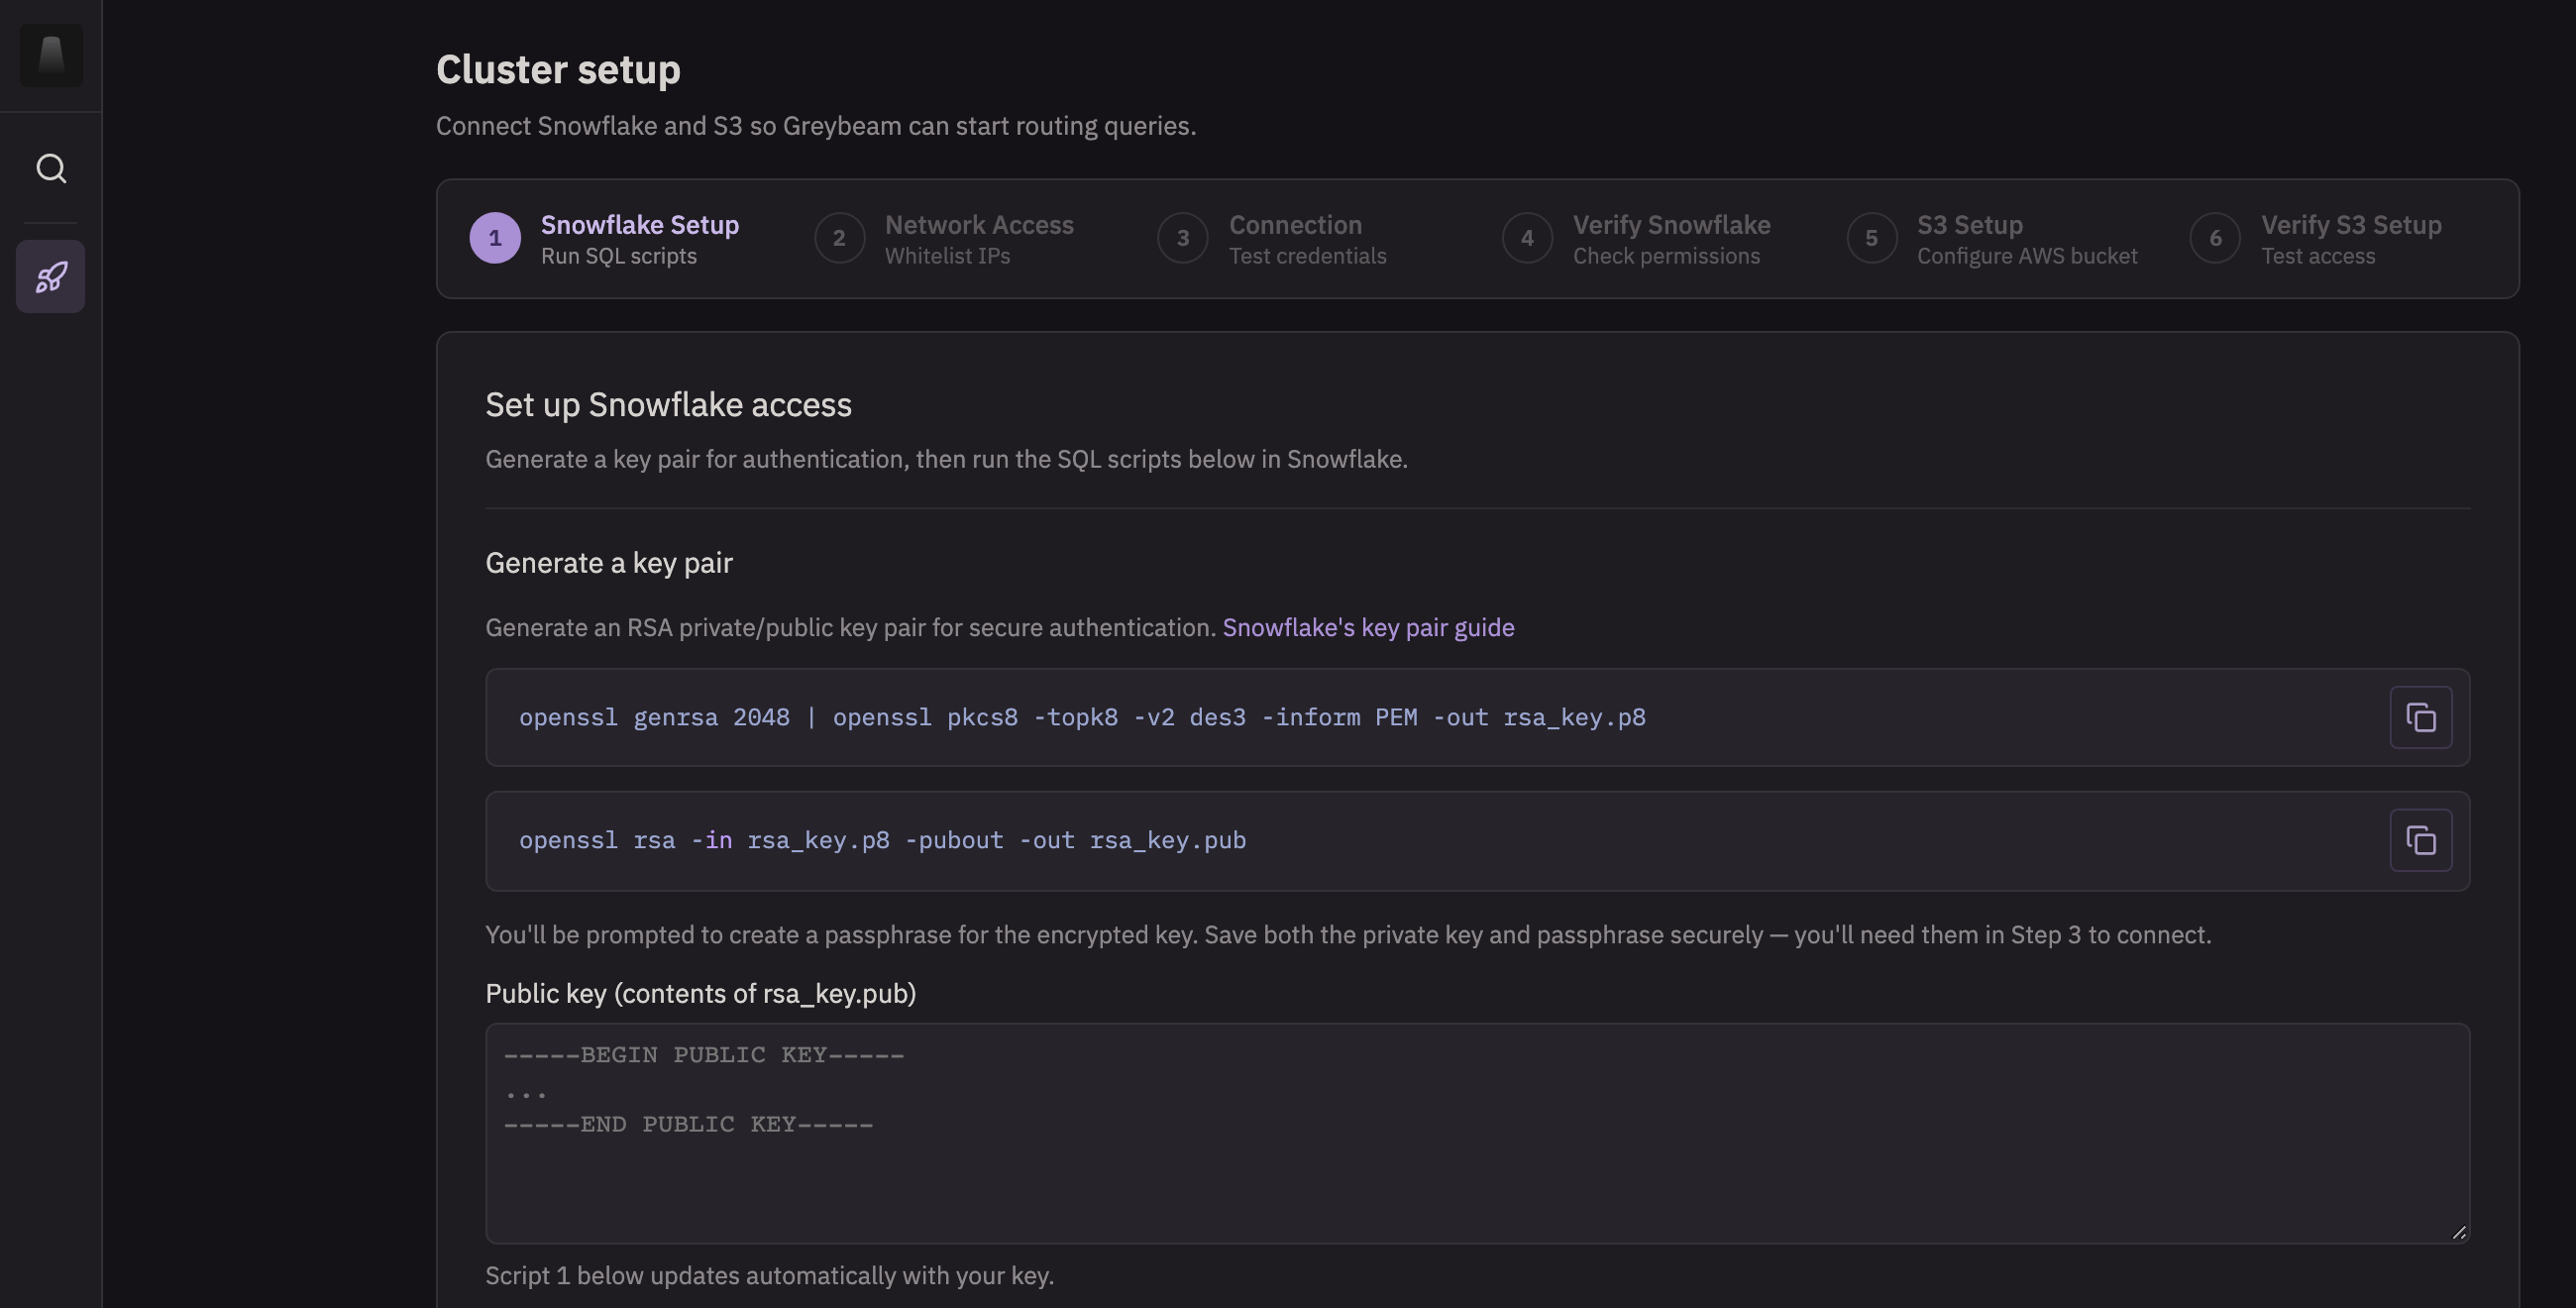 Cluster setup
Connect Snowflake and S3 so Greybeam can start routing queries.
1 Snowflake Setup
Run SQL scripts
2 Network Access
Whitelist IPs
3 Connection
Test credentials
4 Verify Snowflake
Check permissions
5 S3 Setup
Configure AWS bucket
6 Verify S3 Setup
Test access
Set up Snowflake access
Generate a key pair for authentication, then run the SQL scripts below in Snowflake.
Generate a key pair
Generate an RSA private/public key pair for secure authentication. Snowflake's key pair guide
openssl genrsa 2048 | openssl pkcs8 -topk8 -v2 des3 -inform PEM -out rsa_key.p8
openssl rsa -in rsa_key.p8 -pubout -out rsa_key.pub
You'll be prompted to create a passphrase for the encrypted key. Save both the private key and passphrase securely — you'll need them in Step 3 to connect.
Public key (contents of rsa_key.pub)
-----BEGIN PUBLIC KEY-----
...
-----END PUBLIC KEY-----
Script 1 below updates automatically with your key.